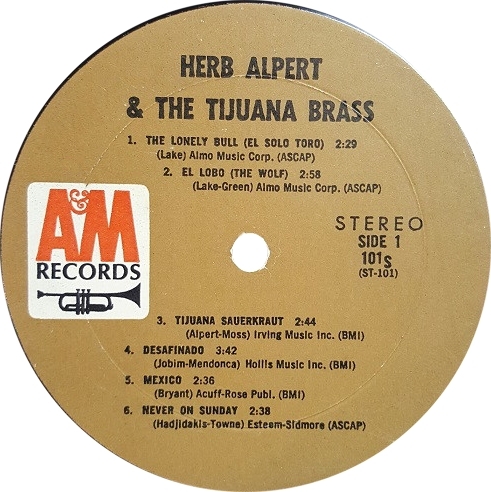 HERB ALPERT
& THE TIJUANA BRASS
1. THE LONELY BULL (EL SOLO TORO) 2:29
(Lake) Almo Music Corp. (ASCAP)
2. EL LOBO (THE WOLF) 2:58
(Lake-Green) Almo Music Corp. (ASCAP)
A&M
RECORDS
STEREO
SIDE 1
101s
(ST-101)
3. TIJUANA SAUERKRAUT 2:44
(Alpert-Moss) Irving Music Inc. (BMI)
4. DESAFINADO 3:42
(Jobim-Mendonca) Hollis Music Inc. (BMI)
5. MEXICO 2:36
(Bryant) Acuff-Rose Publ. (BMI)
6. NEVER ON SUNDAY 2:38
(Hadjidakis-Towne) Esteem-Sidmore (ASCAP)